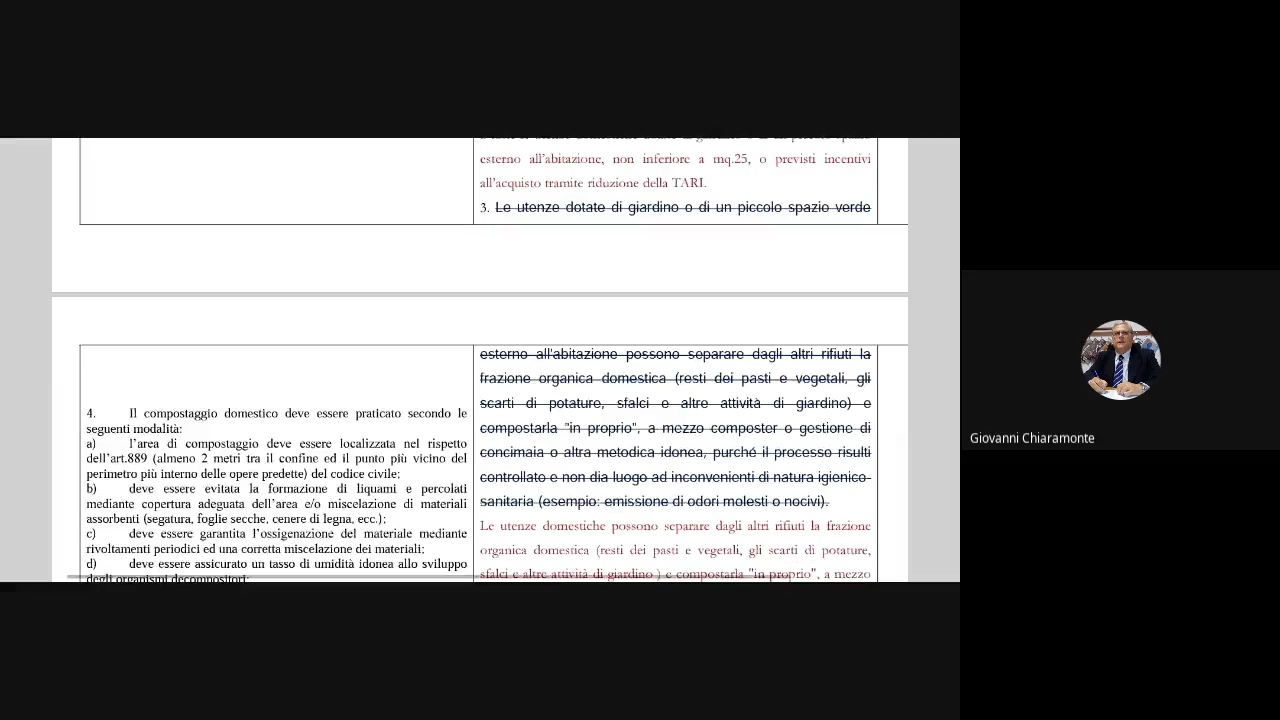 esterno all'abitazione, non inferiore a mq.25, o previsti incentivi
all'acquisto tramite riduzione della TARI.
3. Le utenze dotate di giardino o di un piccolo spazio verde
4. Il compostaggio domestico deve essere praticato secondo le
seguenti modalità:
a) l'area di compostaggio deve essere localizzata nel rispetto
dell'art.889 (almeno 2 metri tra il confine ed il punto più vicino del
perimetro più interno delle opere predette) del codice civile;
b) deve essere evitata la formazione di liquami e percolati
mediante copertura adeguata dell'area e/o miscelazione di materiali
assorbenti (segatura, foglie secche, cenere di legna, ecc.);
c) deve essere garantita l'ossigenazione del materiale mediante
rivoltamenti periodici ed una corretta miscelazione dei materiali;
d) deve essere assicurato un tasso di umidità idonea allo sviluppo
degli organismi decompositori;
esterno all'abitazione possono separare dagli altri rifiuti la
frazione organica domestica (resti dei pasti e vegetali, gli
scarti di potature, sfalci e altre attività di giardino) e
compostarla "in proprio", a mezzo composter o gestione di
concimaia o altra metodica idonea, purché il processo risulti
controllato e non dia luogo ad inconvenienti di natura igienico-
sanitaria (esempio: emissione di odori molesti o nocivi).
Le utenze domestiche possono separare dagli altri rifiuti la frazione
organica domestica (resti dei pasti e vegetali, gli scarti di potature,
sfalci e altre attività di giardino ) e compostarla "in proprio", a mezzo
Giovanni Chiaramonte